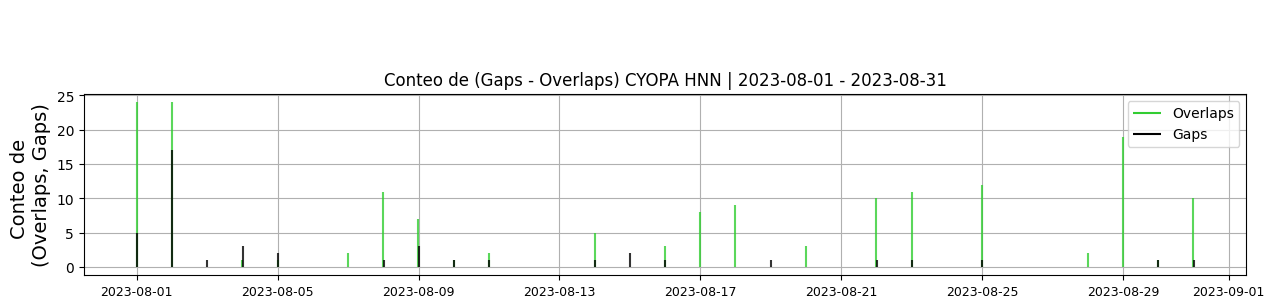 Conteo de (Gaps - Overlaps) CYOPA HNN | 2023-08-01 - 2023-08-31
Conteo de
(Overlaps, Gaps)
25
20
15
10
5
0
Overlaps
Gaps
2023-08-01 2023-08-05 2023-08-09 2023-08-13 2023-08-17 2023-08-21 2023-08-25 2023-08-29 2023-09-01